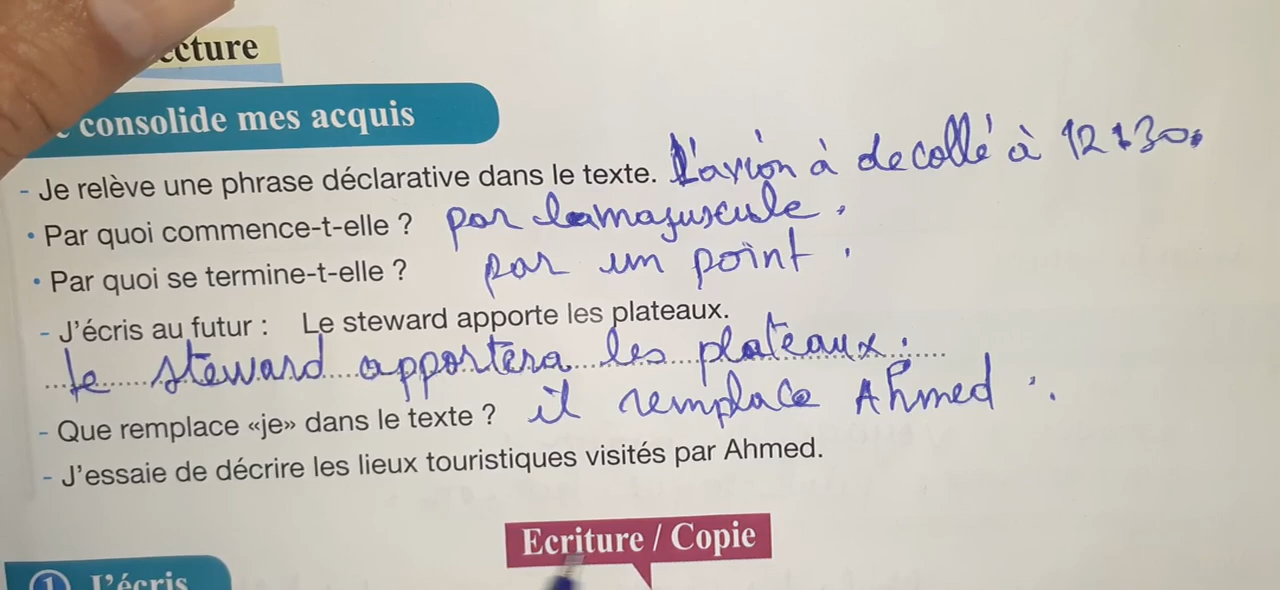 cture
consolide mes acquis
- Je relève une phrase déclarative dans le texte. L'avion à decollé à 12 h 30.
• Par quoi commence-t-elle ? par la majuscule.
• Par quoi se termine-t-elle ? par un point.
- J'écris au futur : Le steward apporte les plateaux.
le steward apportera les plateaux.
- Que remplace «je» dans le texte ? il remplace Ahmed.
- J'essaie de décrire les lieux touristiques visités par Ahmed.
Ecriture / Copie
1 J'écris